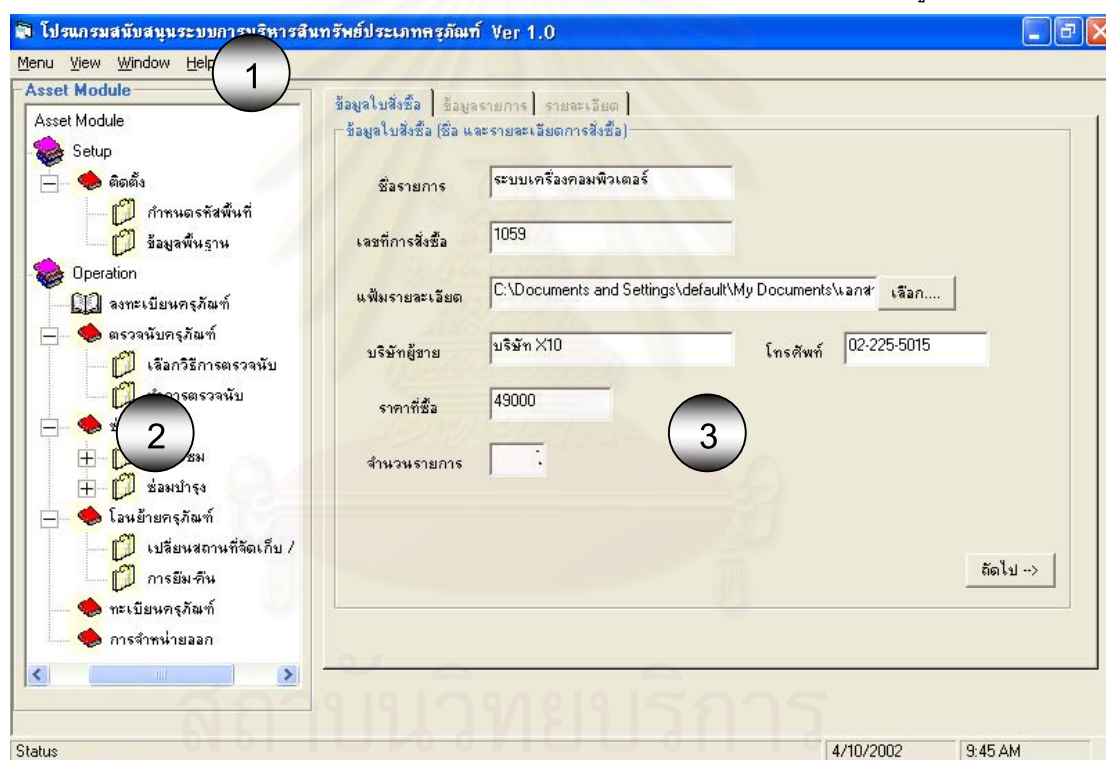 โปรแกรมสนับสนุนระบบการบริหารสินทรัพย์ประเภทครุภัณฑ์ Ver 1.0
Menu View Window Help
1
Asset Module
Asset Module
Setup
ติดตั้ง
กำหนดรหัสพื้นที่
ข้อมูลพื้นฐาน
Operation
ลงทะเบียนครุภัณฑ์
ตรวจนับครุภัณฑ์
เลือกวิธีการตรวจนับ
ทำการตรวจนับ
2
ซ่อมบำรุง
โอนย้ายครุภัณฑ์
เปลี่ยนสถานที่จัดเก็บ /
การยืม-คืน
ทะเบียนครุภัณฑ์
การจำหน่ายออก
ข้อมูลใบสั่งซื้อ ข้อมูลรายการ รายละเอียด
ข้อมูลใบสั่งซื้อ (ชื่อ และรายละเอียดการสั่งซื้อ)
ชื่อรายการ ระบบเครื่องคอมพิวเตอร์
เลขที่การสั่งซื้อ 1059
แฟ้มรายละเอียด C:\Documents and Settings\default\My Documents\เอกส เลือก....
บริษัทผู้ขาย บริษัท X10 โทรศัพท์ 02-225-5015
ราคาที่ซื้อ 49000
3
จำนวนรายการ
ถัดไป -->
สถาบันวิทยบริการ
Status 4/10/2002 9:45 AM